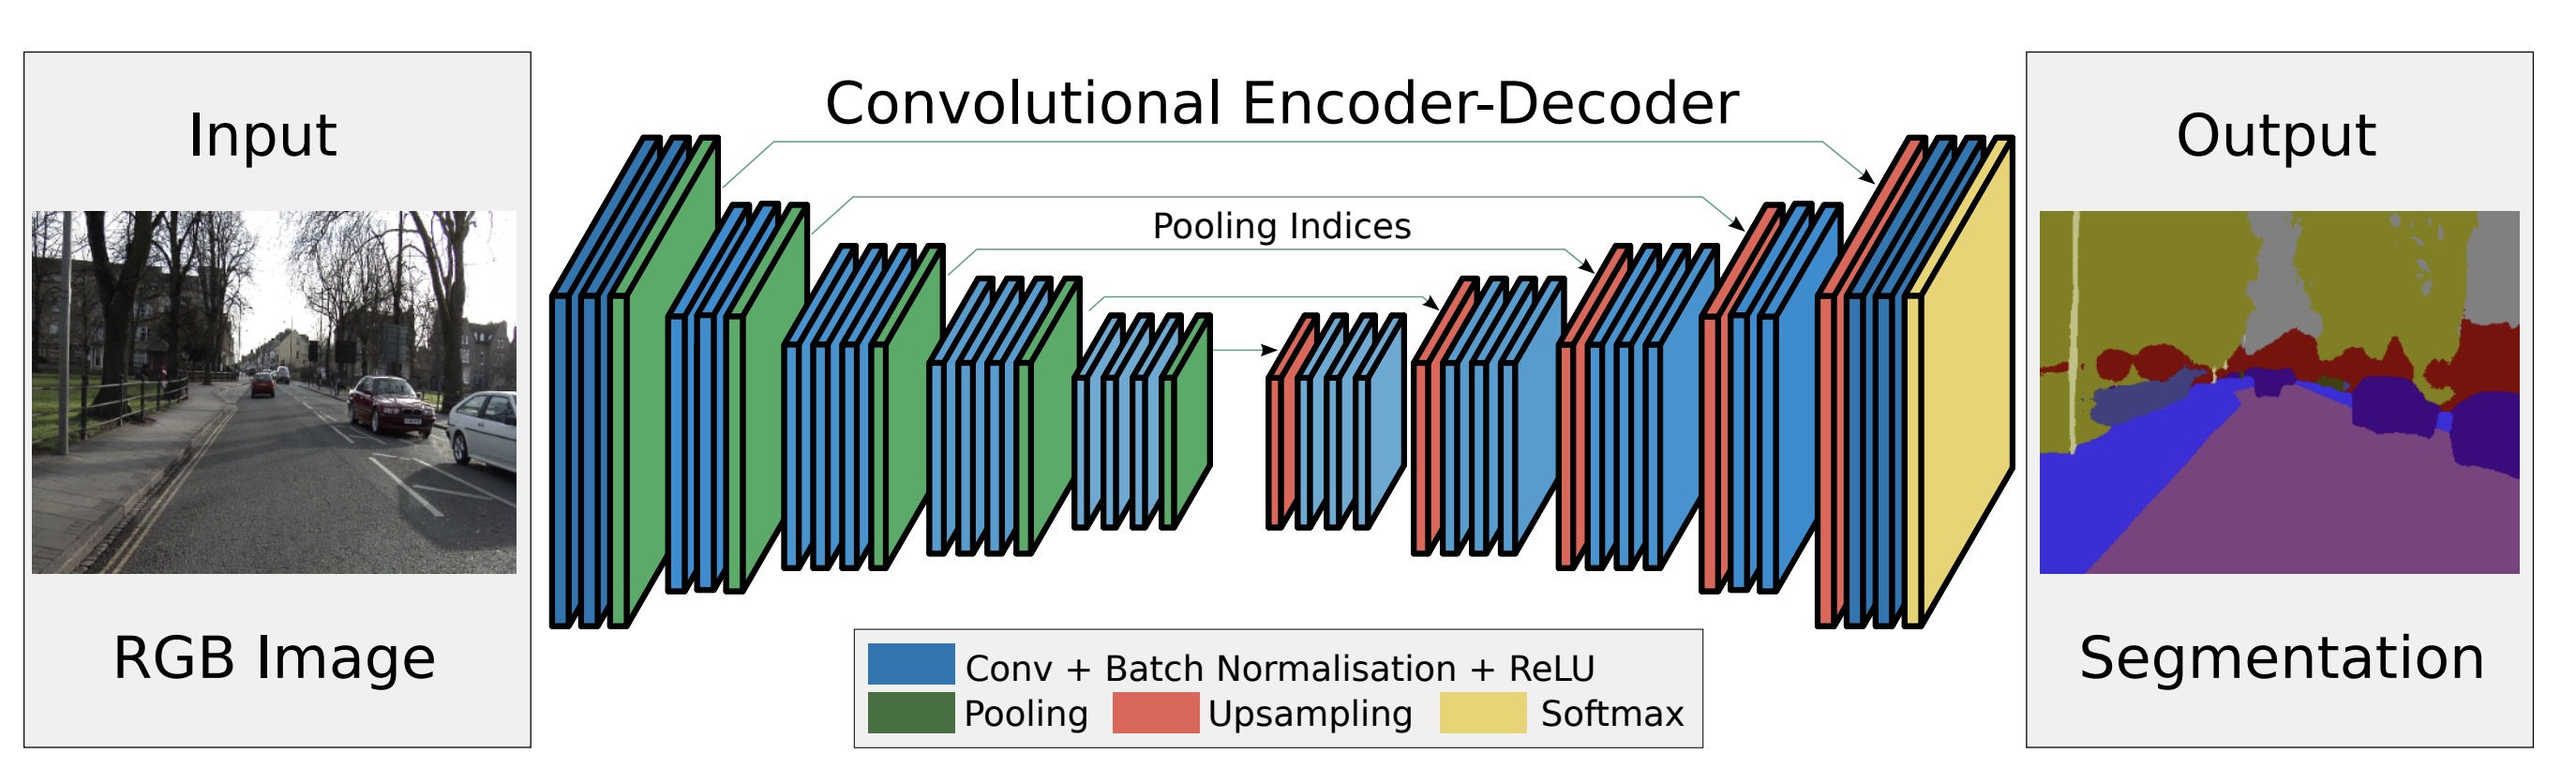 Convolutional Encoder-Decoder
Input
Output
Pooling Indices
RGB Image
Segmentation
Conv + Batch Normalisation + ReLU
Pooling
Upsampling
Softmax